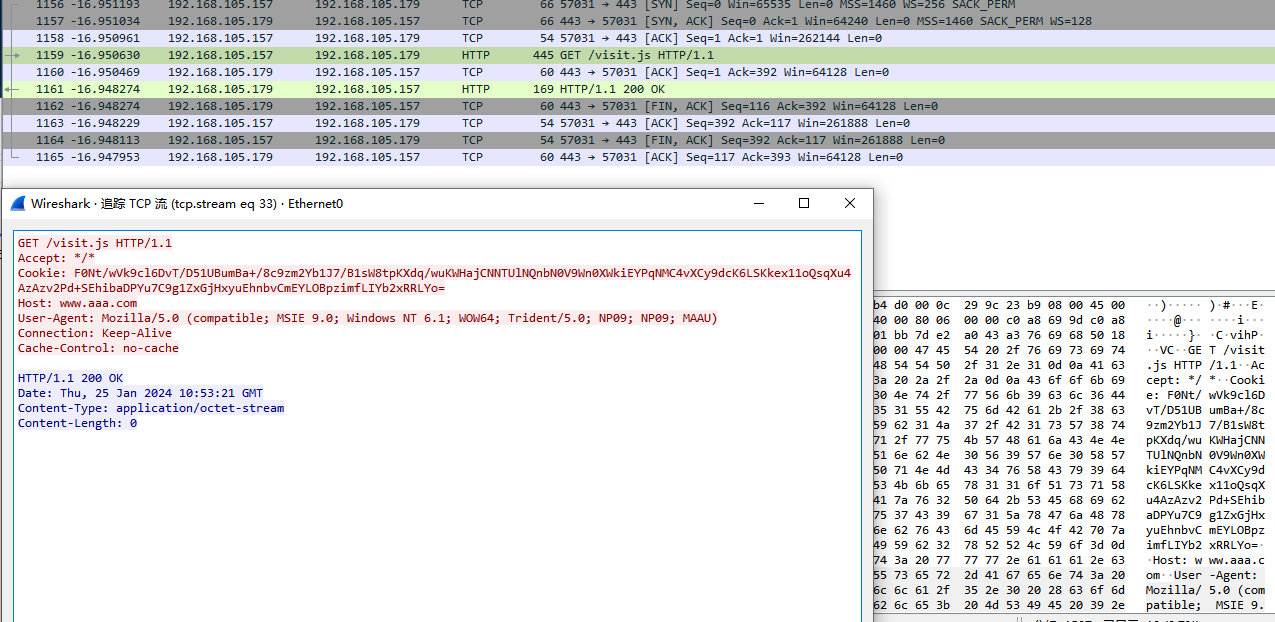 1156 -16.951193 192.168.105.157 192.168.105.179 TCP 66 57031 → 443 [SYN] Seq=0 Win=65535 Len=0 MSS=1460 WS=256 SACK_PERM
1157 -16.951034 192.168.105.179 192.168.105.157 TCP 66 443 → 57031 [SYN, ACK] Seq=0 Ack=1 Win=64240 Len=0 MSS=1460 SACK_PERM WS=128
1158 -16.950961 192.168.105.157 192.168.105.179 TCP 54 57031 → 443 [ACK] Seq=1 Ack=1 Win=262144 Len=0
1159 -16.950630 192.168.105.157 192.168.105.179 HTTP 445 GET /visit.js HTTP/1.1
1160 -16.950469 192.168.105.179 192.168.105.157 TCP 60 443 → 57031 [ACK] Seq=1 Ack=392 Win=64128 Len=0
1161 -16.948274 192.168.105.179 192.168.105.157 HTTP 169 HTTP/1.1 200 OK
1162 -16.948274 192.168.105.179 192.168.105.157 TCP 60 443 → 57031 [FIN, ACK] Seq=116 Ack=392 Win=64128 Len=0
1163 -16.948229 192.168.105.157 192.168.105.179 TCP 54 57031 → 443 [ACK] Seq=392 Ack=117 Win=261888 Len=0
1164 -16.948113 192.168.105.157 192.168.105.179 TCP 54 57031 → 443 [FIN, ACK] Seq=392 Ack=117 Win=261888 Len=0
1165 -16.947953 192.168.105.179 192.168.105.157 TCP 60 443 → 57031 [ACK] Seq=117 Ack=393 Win=64128 Len=0
Wireshark · 追踪 TCP 流 (tcp.stream eq 33) · Ethernet0
GET /visit.js HTTP/1.1
Accept: */*
Cookie: F0Nt/wVk9cl6DvT/D51UBumBa+/8c9zm2Yb1J7/B1sW8tpKXdq/wuKWHajCNNTUlNQnbN0V9Wn0XWkiEYPqNMC4vXCy9dcK6LSKkex11oQsqXu4
AzAzv2Pd+SEhibaDPYu7C9g1ZxGjHxyuEhnbvCmEYLOBpzimfLIYb2xRRLYo=
Host: www.aaa.com
User-Agent: Mozilla/5.0 (compatible; MSIE 9.0; Windows NT 6.1; WOW64; Trident/5.0; NP09; NP09; MAAU)
Connection: Keep-Alive
Cache-Control: no-cache
HTTP/1.1 200 OK
Date: Thu, 25 Jan 2024 10:53:21 GMT
Content-Type: application/octet-stream
Content-Length: 0
b4 d0 00 0c 29 9c 23 b9 08 00 45 00 ··)····· )·#···E·
40 00 80 06 00 00 c0 a8 69 9d c0 a8 ····@··· ····i···
01 bb 7d e2 a0 43 a3 76 69 68 50 18 i·····}· ·C·vihP·
00 00 47 45 54 20 2f 76 69 73 69 74 ··VC··GE T /visit
48 54 54 50 2f 31 2e 31 0d 0a 41 63 .js HTTP /1.1··Ac
3a 20 2a 2f 2a 0d 0a 43 6f 6f 6b 69 cept: */ *··Cooki
30 4e 74 2f 77 56 6b 39 63 6c 36 44 e: F0Nt/ wVk9cl6D
35 31 55 42 75 6d 42 61 2b 2f 38 63 vT/D51UB umBa+/8c
59 62 31 4a 37 2f 42 31 73 57 38 74 9zm2Yb1J 7/B1sW8t
71 2f 77 75 4b 57 48 61 6a 43 4e 4e pKXdq/wu KWHajCNN
51 6e 62 4e 30 56 39 57 6e 30 58 57 TUlNQnbN 0V9Wn0XW
50 71 4e 4d 43 34 76 58 43 79 39 64 kiEYPqNM C4vXCy9d
53 4b 6b 65 78 31 31 6f 51 73 71 58 cK6LSKke x11oQsqX
41 7a 76 32 50 64 2b 53 45 68 69 62 u4AzAzv2 Pd+SEhib
75 37 43 39 67 31 5a 78 47 6a 48 78 aDPYu7C9 g1ZxGjHx
6e 62 76 43 6d 45 59 4c 4f 42 70 7a yuEhnbvC mEYLOBpz
49 59 62 32 78 52 52 4c 59 6f 3d 0d imfLIYb2 xRRLYo=·
74 3a 20 77 77 77 2e 61 61 61 2e 63 ·Host: w ww.aaa.c
55 73 65 72 2d 41 67 65 6e 74 3a 20 om··User -Agent:
6c 6c 61 2f 35 2e 30 20 28 63 6f 6d Mozilla/ 5.0 (com
62 6c 65 3b 20 4d 53 49 45 20 39 2e patible; MSIE 9.